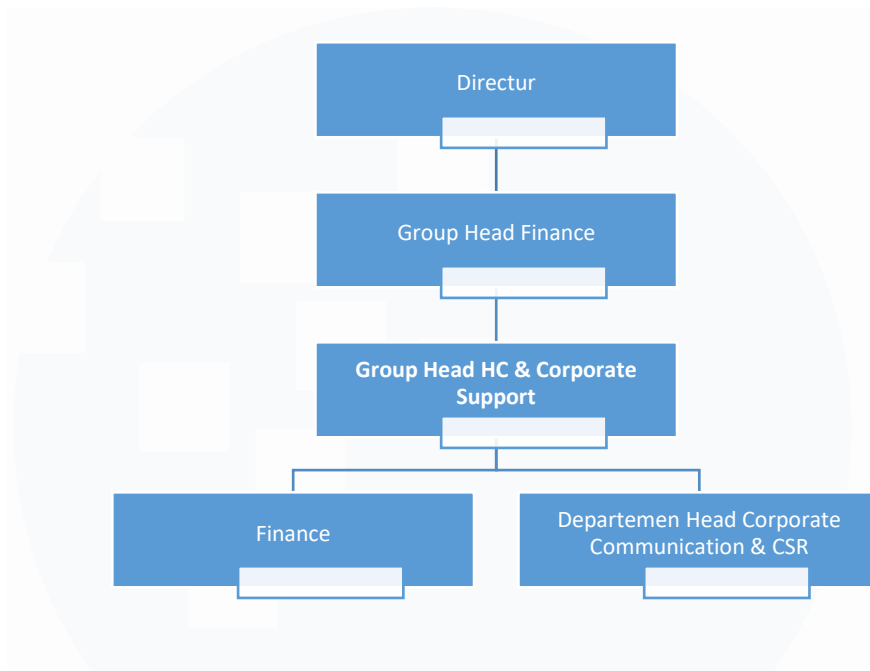 Directur
Group Head Finance
Group Head HC & Corporate
Support
Finance
Departemen Head Corporate
Communication & CSR